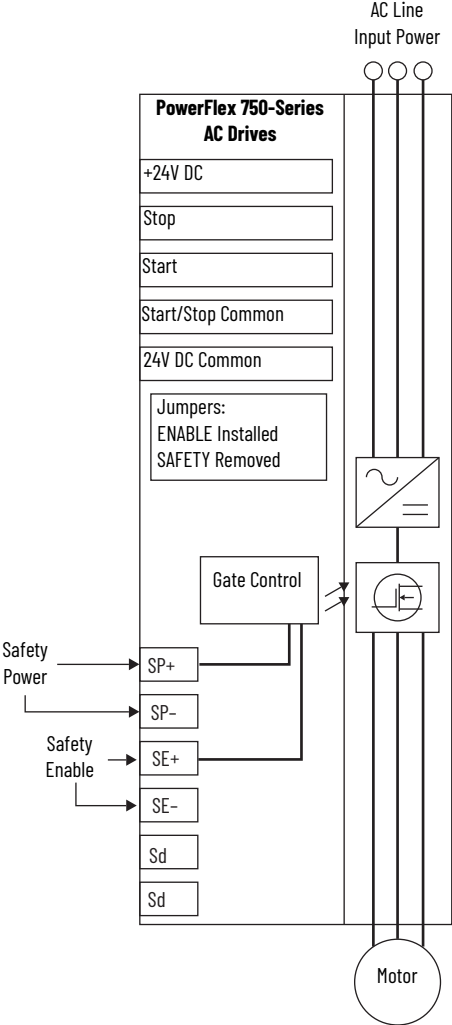 AC Line
Input Power
PowerFlex 750-Series
AC Drives
+24V DC
Stop
Start
Start/Stop Common
24V DC Common
Jumpers:
ENABLE Installed
SAFETY Removed
Gate Control
Safety
Power
SP+
SP–
Safety
Enable
SE+
SE–
Sd
Sd
Motor